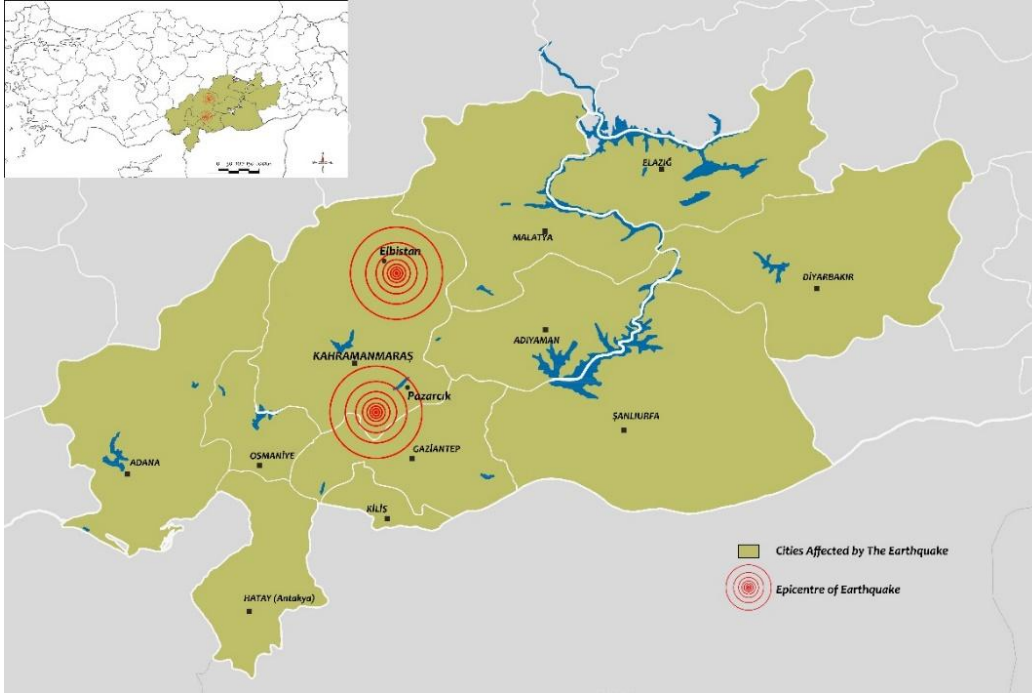 ELAZIĞ
MALATYA
Elbistan
DİYARBAKIR
ADIYAMAN
KAHRAMANMARAŞ
Pazarcık
ŞANLIURFA
GAZİANTEP
OSMANİYE
ADANA
KİLİS
HATAY (Antakya)
Cities Affected by The Earthquake
Epicentre of Earthquake